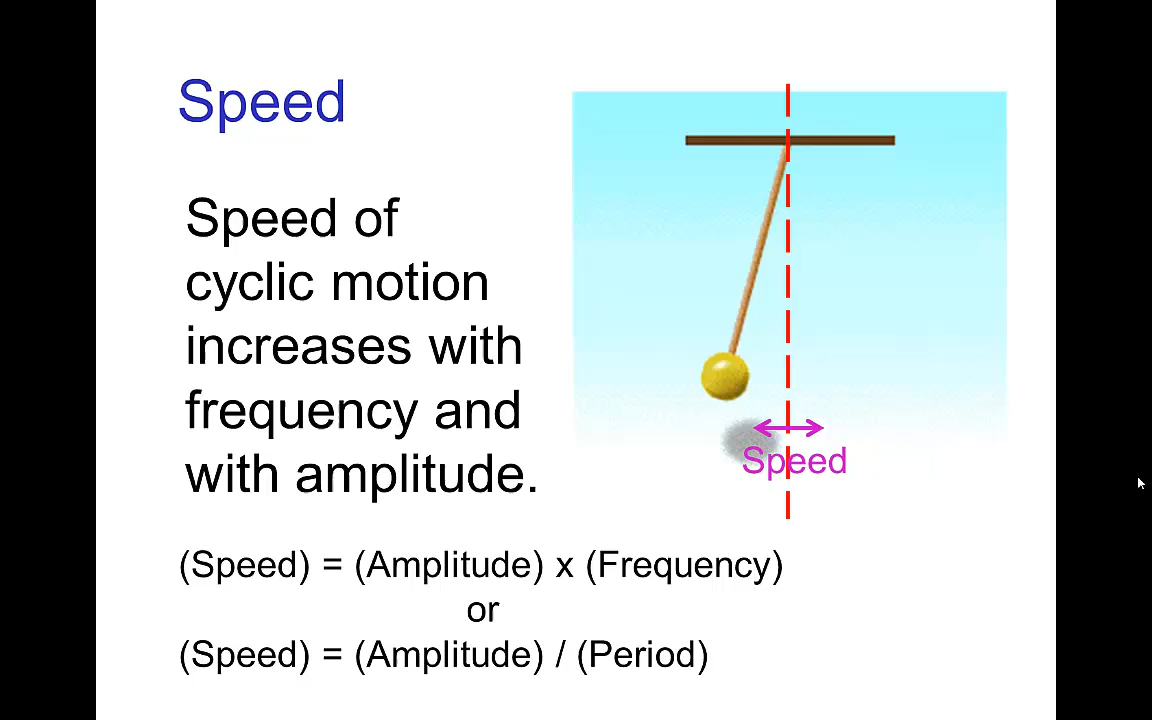 Speed
Speed of
cyclic motion
increases with
frequency and
with amplitude.
Speed
(Speed) = (Amplitude) x (Frequency)
or
(Speed) = (Amplitude) / (Period)